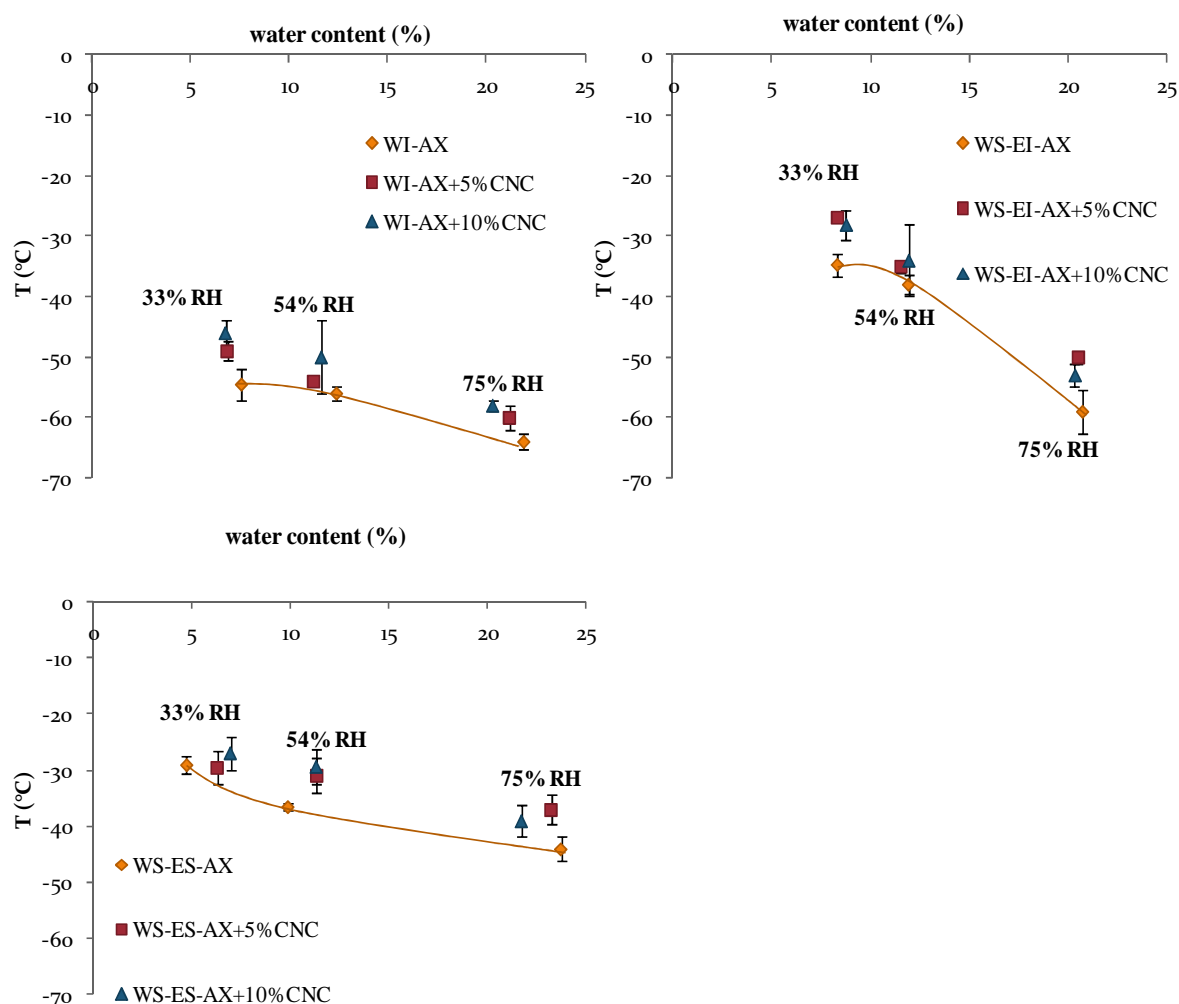 water content (%)
0
0 5 10 15 20 25
-10
-20
-30
-40
-50
-60
-70
T (°C)
WI-AX
WI-AX+5%CNC
WI-AX+10%CNC
33% RH
54% RH
75% RH
water content (%)
0
0 5 10 15 20 25
-10
-20
-30
-40
-50
-60
-70
T (°C)
WS-EI-AX
33% RH
WS-EI-AX+5%CNC
WS-EI-AX+10%CNC
54% RH
75% RH
water content (%)
0
0 5 10 15 20 25
-10
-20
-30
-40
-50
-60
-70
T (°C)
33% RH
54% RH
75% RH
WS-ES-AX
WS-ES-AX+5%CNC
WS-ES-AX+10%CNC